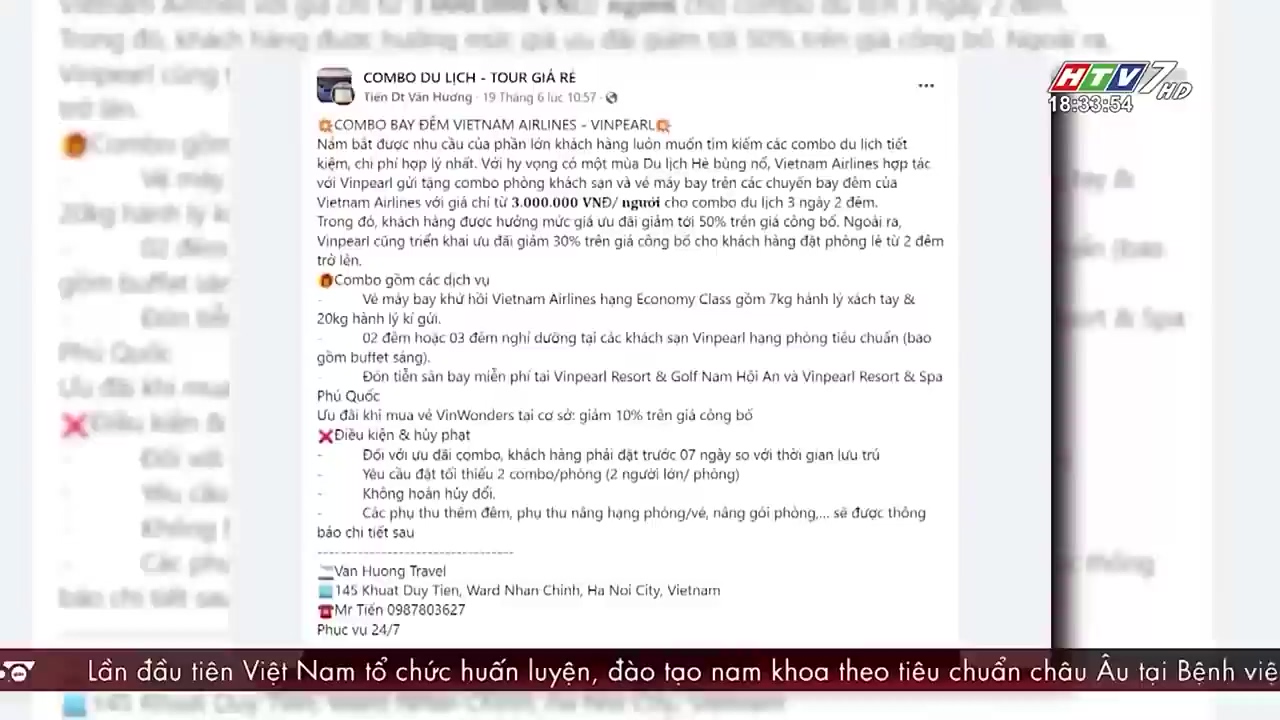 COMBO DU LỊCH - TOUR GIÁ RẺ
Tien Dt Văn Hương · 19 Tháng 6 lúc 10:57 ·
HTV7 HD
18:33:54
COMBO BAY ĐÊM VIETNAM AIRLINES - VINPEARL
Nắm bắt được nhu cầu của phần lớn khách hàng luôn muốn tìm kiếm các combo du lịch tiết
kiệm, chi phí hợp lý nhất. Với hy vọng có một mùa Du lịch Hè bùng nổ, Vietnam Airlines hợp tác
với Vinpearl gửi tặng combo phòng khách sạn và vé máy bay trên các chuyến bay đêm của
Vietnam Airlines với giá chỉ từ 3.000.000 VNĐ/ người cho combo du lịch 3 ngày 2 đêm.
Trong đó, khách hàng được hưởng mức giá ưu đãi giảm tới 50% trên giá công bố. Ngoài ra,
Vinpearl cũng triển khai ưu đãi giảm 30% trên giá công bố cho khách hàng đặt phòng lẻ từ 2 đêm
trở lên.
Combo gồm các dịch vụ
- Vé máy bay khứ hồi Vietnam Airlines hạng Economy Class gồm 7kg hành lý xách tay &
20kg hành lý kí gửi.
- 02 đêm hoặc 03 đêm nghỉ dưỡng tại các khách sạn Vinpearl hạng phòng tiêu chuẩn (bao
gồm buffet sáng).
- Đón tiễn sân bay miễn phí tại Vinpearl Resort & Golf Nam Hội An và Vinpearl Resort & Spa
Phú Quốc
Ưu đãi khi mua vé VinWonders tại cơ sở: giảm 10% trên giá công bố
Điều kiện & hủy phạt
- Đối với ưu đãi combo, khách hàng phải đặt trước 07 ngày so với thời gian lưu trú
- Yêu cầu đặt tối thiểu 2 combo/phòng (2 người lớn/ phòng)
- Không hoàn hủy đổi.
- Các phụ thu thêm đêm, phụ thu nâng hạng phòng/vé, nâng gói phòng,... sẽ được thông
báo chi tiết sau
----------------------------------
Van Huong Travel
145 Khuat Duy Tien, Ward Nhan Chinh, Ha Noi City, Vietnam
Mr Tiến 0987803627
Phục vụ 24/7
Lần đầu tiên Việt Nam tổ chức huấn luyện, đào tạo nam khoa theo tiêu chuẩn châu Âu tại Bệnh việ